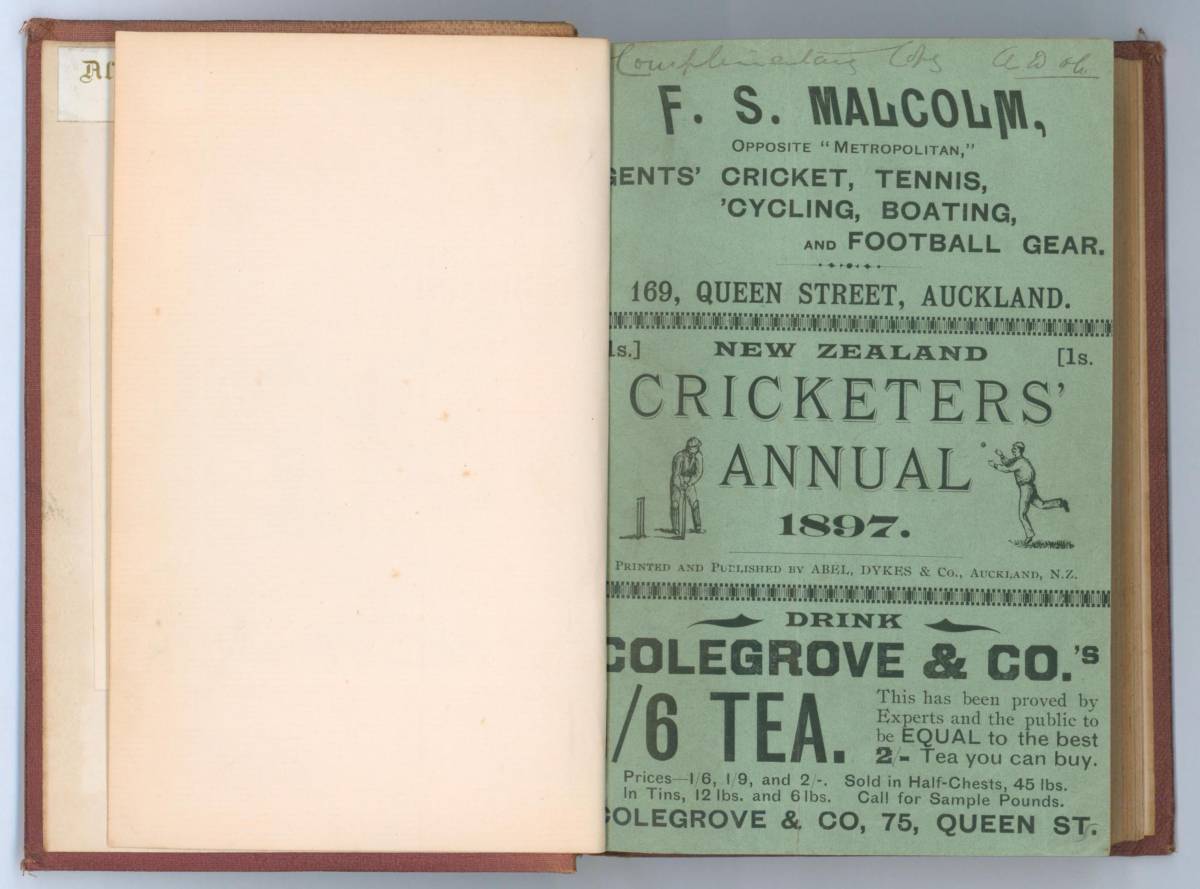 Complimentary Copy
F. S. MALCOLM,
OPPOSITE "METROPOLITAN,"
GENTS' CRICKET, TENNIS,
'CYCLING, BOATING,
AND FOOTBALL GEAR.
169, QUEEN STREET, AUCKLAND.
1s.] NEW ZEALAND [1s.
CRICKETERS'
ANNUAL
1897.
PRINTED AND PUBLISHED BY ABEL, DYKES & CO., AUCKLAND, N.Z.
DRINK
COLEGROVE & CO.'s
/6 TEA.
This has been proved by
Experts and the public to
be EQUAL to the best
2/- Tea you can buy.
Prices—1/6, 1/9, and 2/-. Sold in Half-Chests, 45 lbs.
In Tins, 12 lbs. and 6 lbs. Call for Sample Pounds.
COLEGROVE & CO, 75, QUEEN ST.